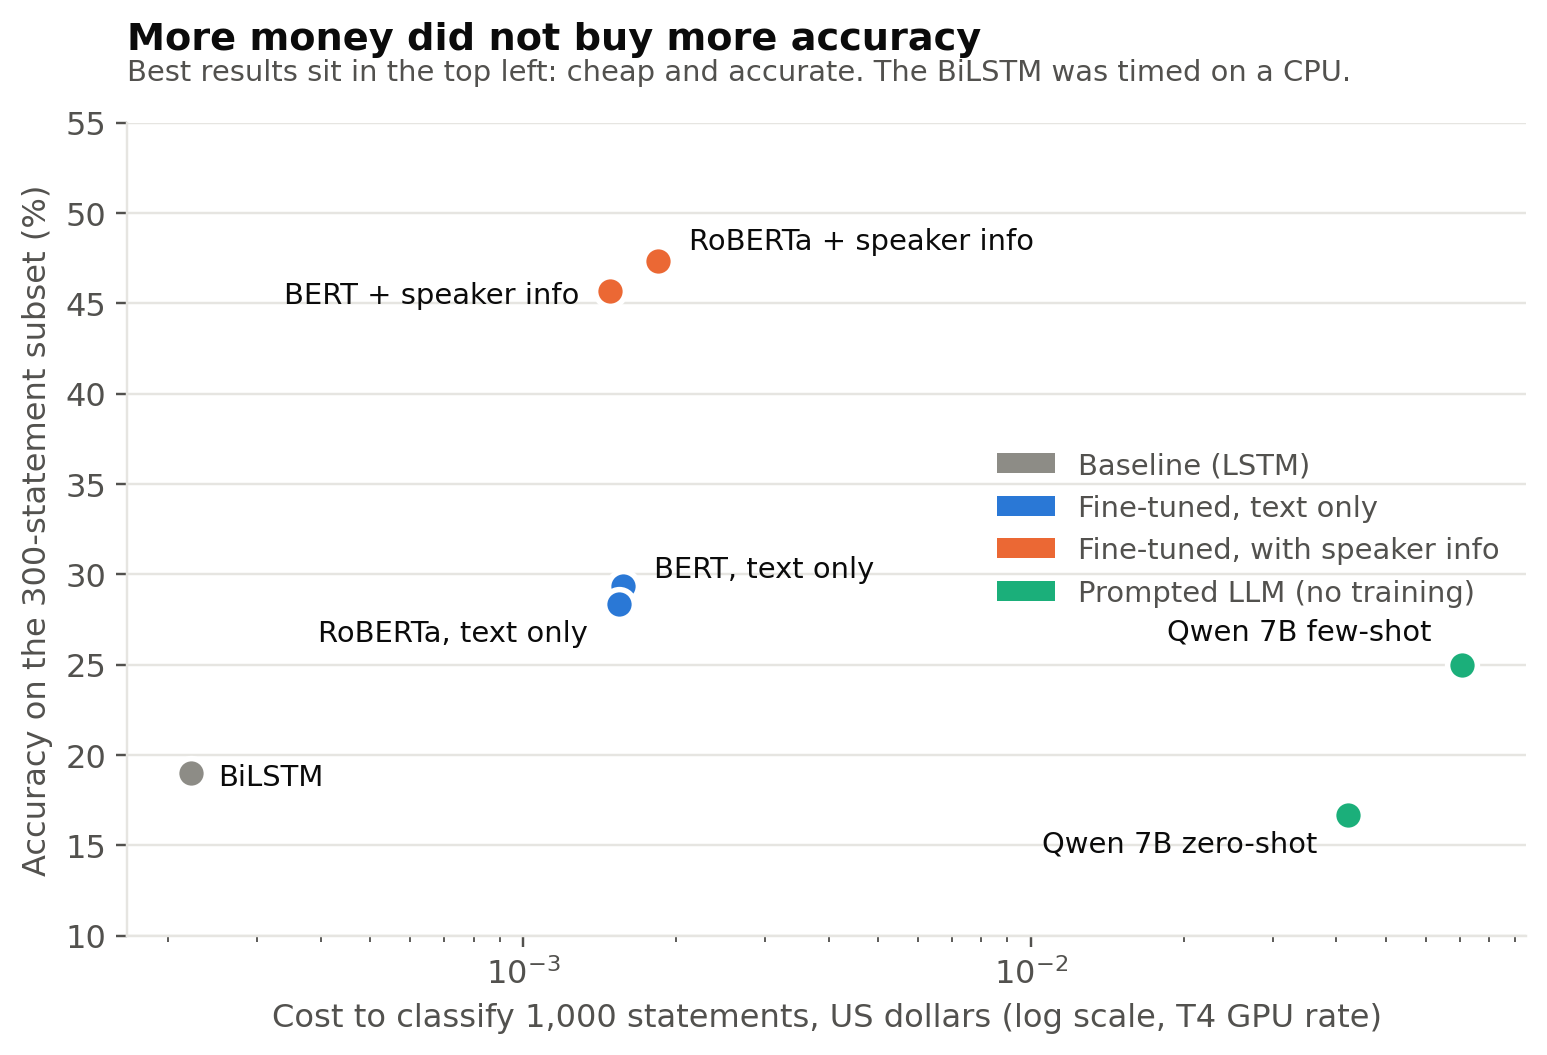 More money did not buy more accuracy
Best results sit in the top left: cheap and accurate. The BiLSTM was timed on a CPU.
Accuracy on the 300-statement subset (%)
55
50
45
40
35
30
25
20
15
10
RoBERTa + speaker info
BERT + speaker info
Baseline (LSTM)
Fine-tuned, text only
Fine-tuned, with speaker info
Prompted LLM (no training)
BERT, text only
RoBERTa, text only
Qwen 7B few-shot
BiLSTM
Qwen 7B zero-shot
10⁻³
10⁻²
Cost to classify 1,000 statements, US dollars (log scale, T4 GPU rate)